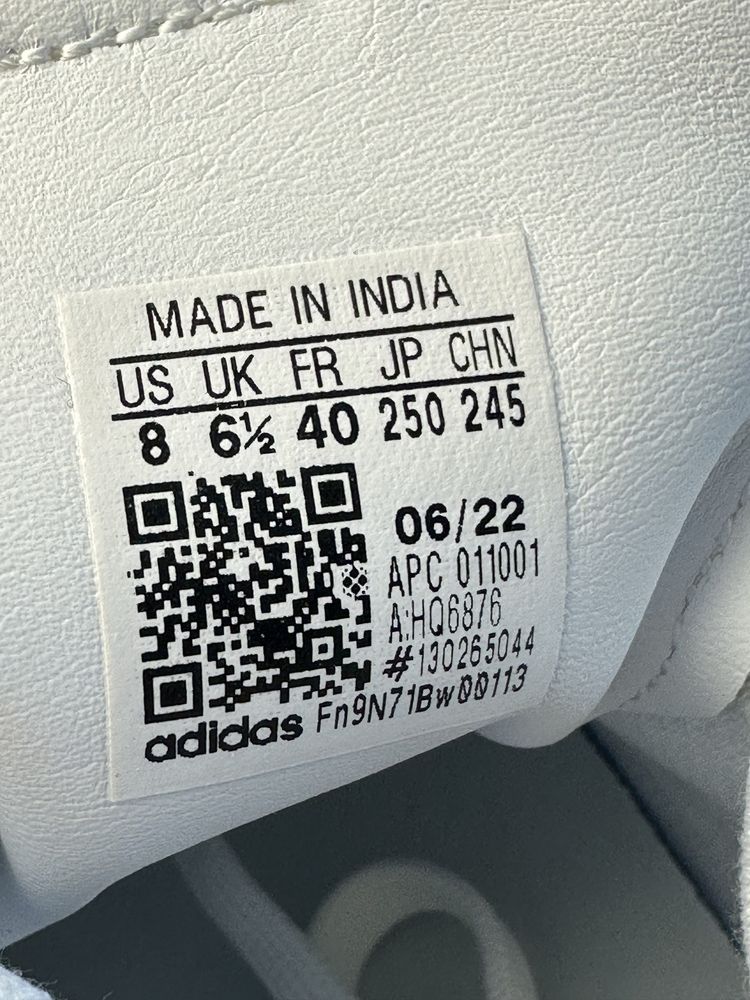 MADE IN INDIA
US UK FR JP CHN
8 6½ 40 250 245
06/22
APC 011001
A:HQ6876
#130265044
adidas Fn9N71Bw00113